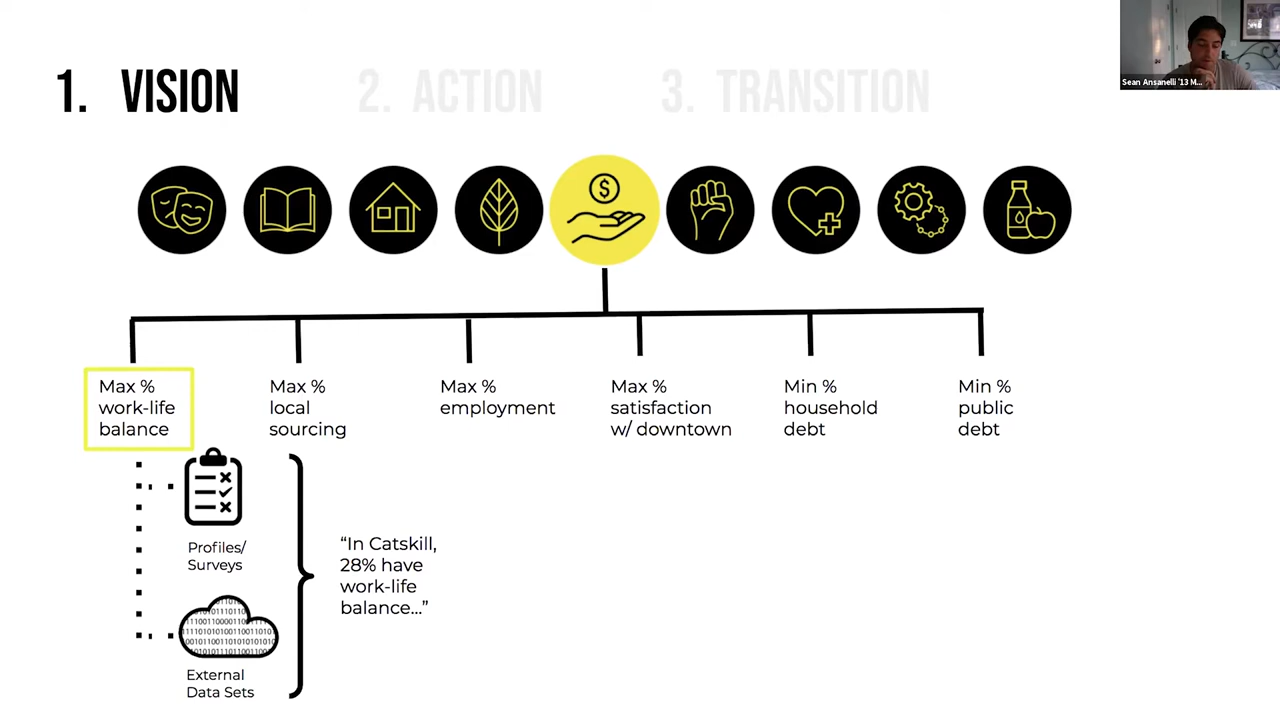 1. VISION
2. ACTION
3. TRANSITION
Sean Ansanelli '13 M...
$
Max %
work-life
balance
Max %
local
sourcing
Max %
employment
Max %
satisfaction
w/ downtown
Min %
household
debt
Min %
public
debt
Profiles/
Surveys
External
Data Sets
“In Catskill,
28% have
work-life
balance...”